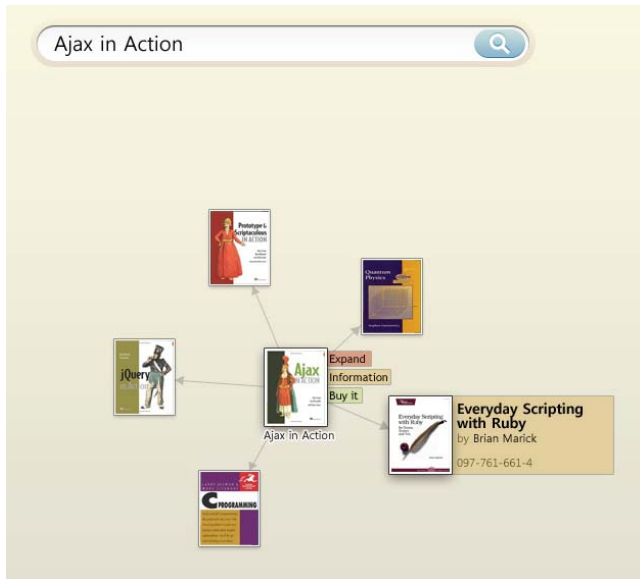 Ajax in Action
Prototype &
Scriptaculous
IN ACTION
Quantum
Physics
jQuery
in Action
Ajax
IN ACTION
Expand
Information
Buy it
Ajax in Action
Everyday Scripting
with Ruby
Everyday Scripting
with Ruby
by Brian Marick
097-761-661-4
C PROGRAMMING